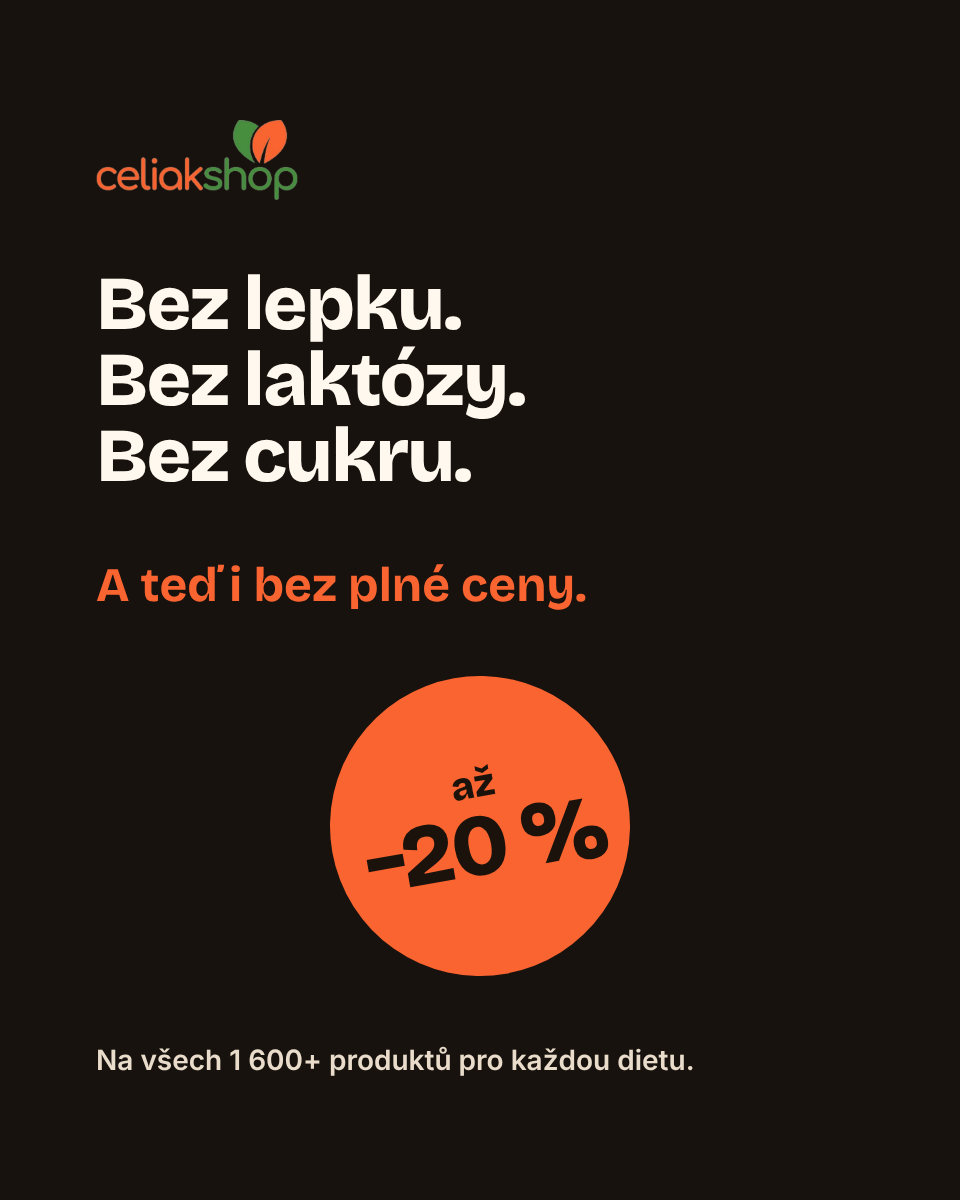 celiakshop
Bez lepku.
Bez laktózy.
Bez cukru.
A teď i bez plné ceny.
až
–20 %
Na všech 1 600+ produktů pro každou dietu.